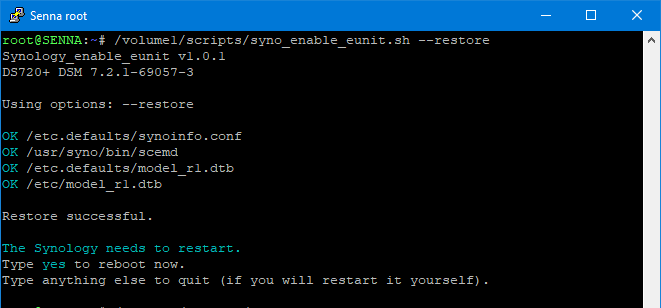 Senna root
root@SENNA:~# /volume1/scripts/syno_enable_eunit.sh --restore
Synology_enable_eunit v1.0.1
DS720+ DSM 7.2.1-69057-3
Using options: --restore
OK /etc.defaults/synoinfo.conf
OK /usr/syno/bin/scemd
OK /etc.defaults/model_r1.dtb
OK /etc/model_r1.dtb
Restore successful.
The Synology needs to restart.
Type yes to reboot now.
Type anything else to quit (if you will restart it yourself).